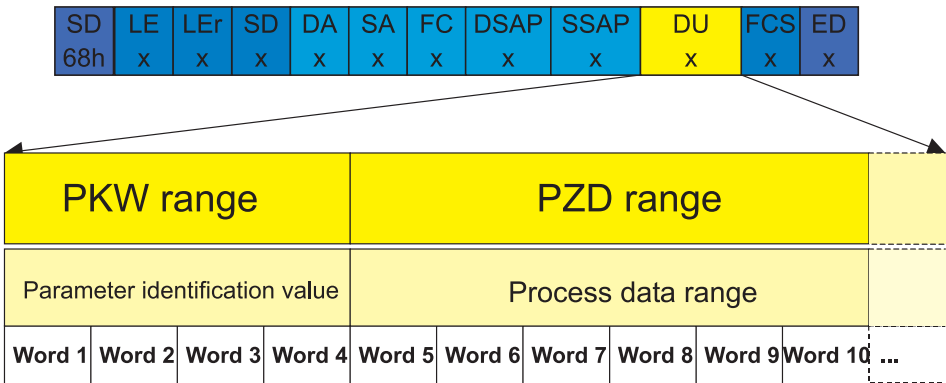 SD LE LEr SD DA SA FC DSAP SSAP DU FCS ED
68h x x x x x x x x x x x
PKW range PZD range
Parameter identification value Process data range
Word 1 Word 2 Word 3 Word 4 Word 5 Word 6 Word 7 Word 8 Word 9 Word 10 ...